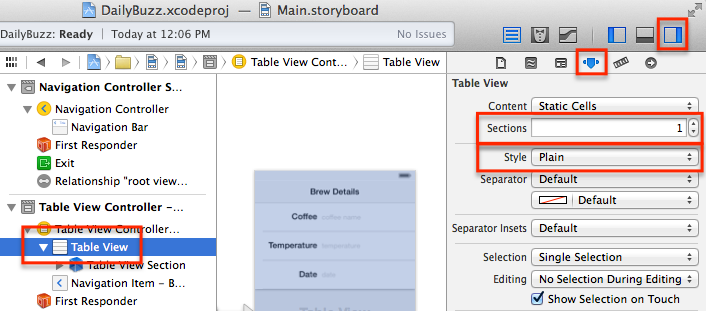 DailyBuzz.xcodeproj — Main.storyboard
DailyBuzz: Ready | Today at 12:06 PM
No Issues
Table View Cont... Table View
Navigation Controller S...
Navigation Controller
Navigation Bar
First Responder
Exit
Relationship "root view...
Table View Controller –...
Table View Controller...
Table View
Table View Section
Navigation Item – B...
First Responder
Brew Details
Coffee coffee name
Temperature temperature
Date date
Table View
Table View
Content Static Cells
Sections 1
Style Plain
Separator Default
Default
Separator Insets Default
Selection Single Selection
Editing No Selection During Editing
Show Selection on Touch